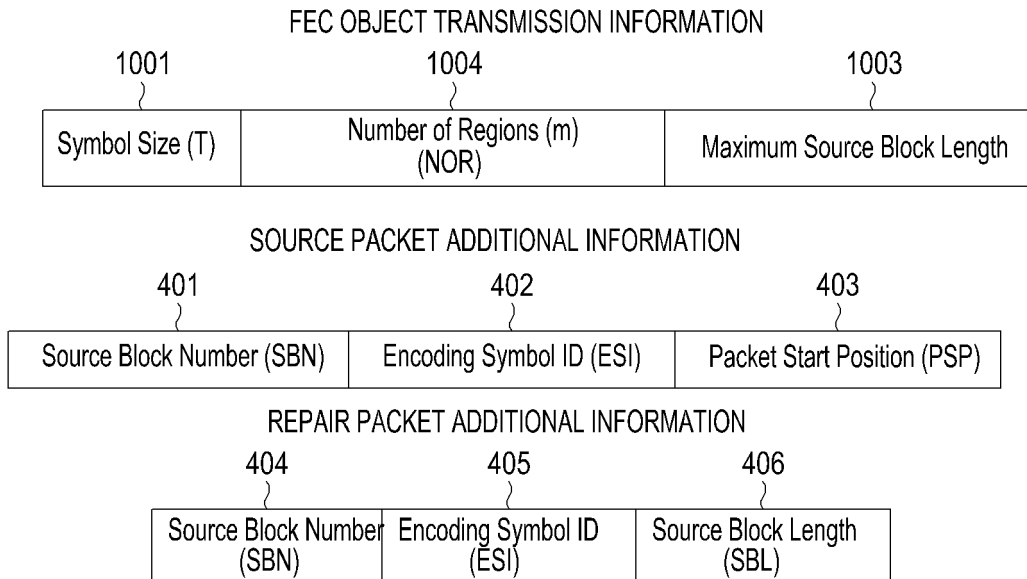 FEC OBJECT TRANSMISSION INFORMATION
1001 1004 1003
Symbol Size (T) Number of Regions (m) Maximum Source Block Length
(NOR)
SOURCE PACKET ADDITIONAL INFORMATION
401 402 403
Source Block Number (SBN) Encoding Symbol ID (ESI) Packet Start Position (PSP)
REPAIR PACKET ADDITIONAL INFORMATION
404 405 406
Source Block Number Encoding Symbol ID Source Block Length
(SBN) (ESI) (SBL)